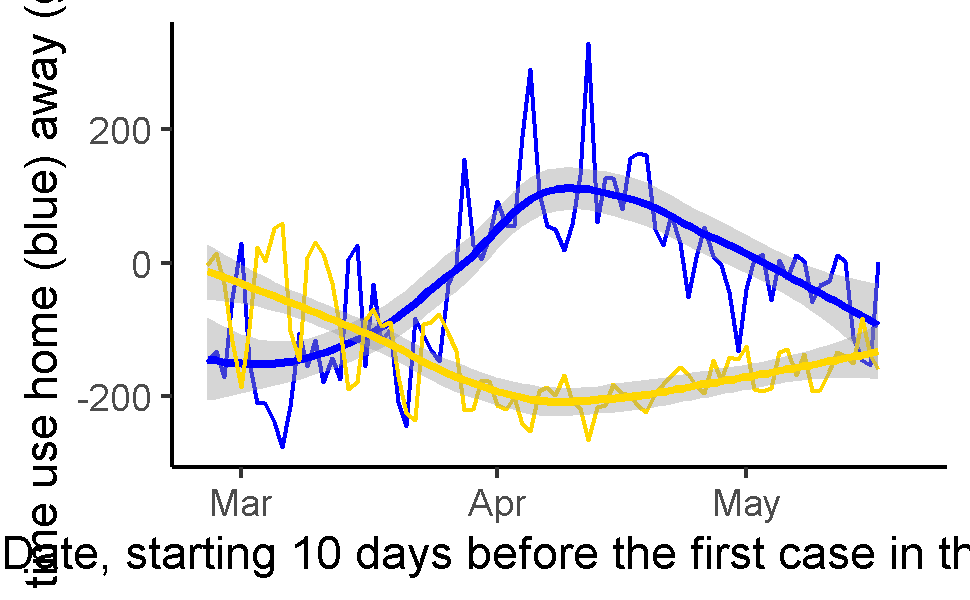 time use home (blue) away (
200
0
-200
Mar Apr May
Date, starting 10 days before the first case in th